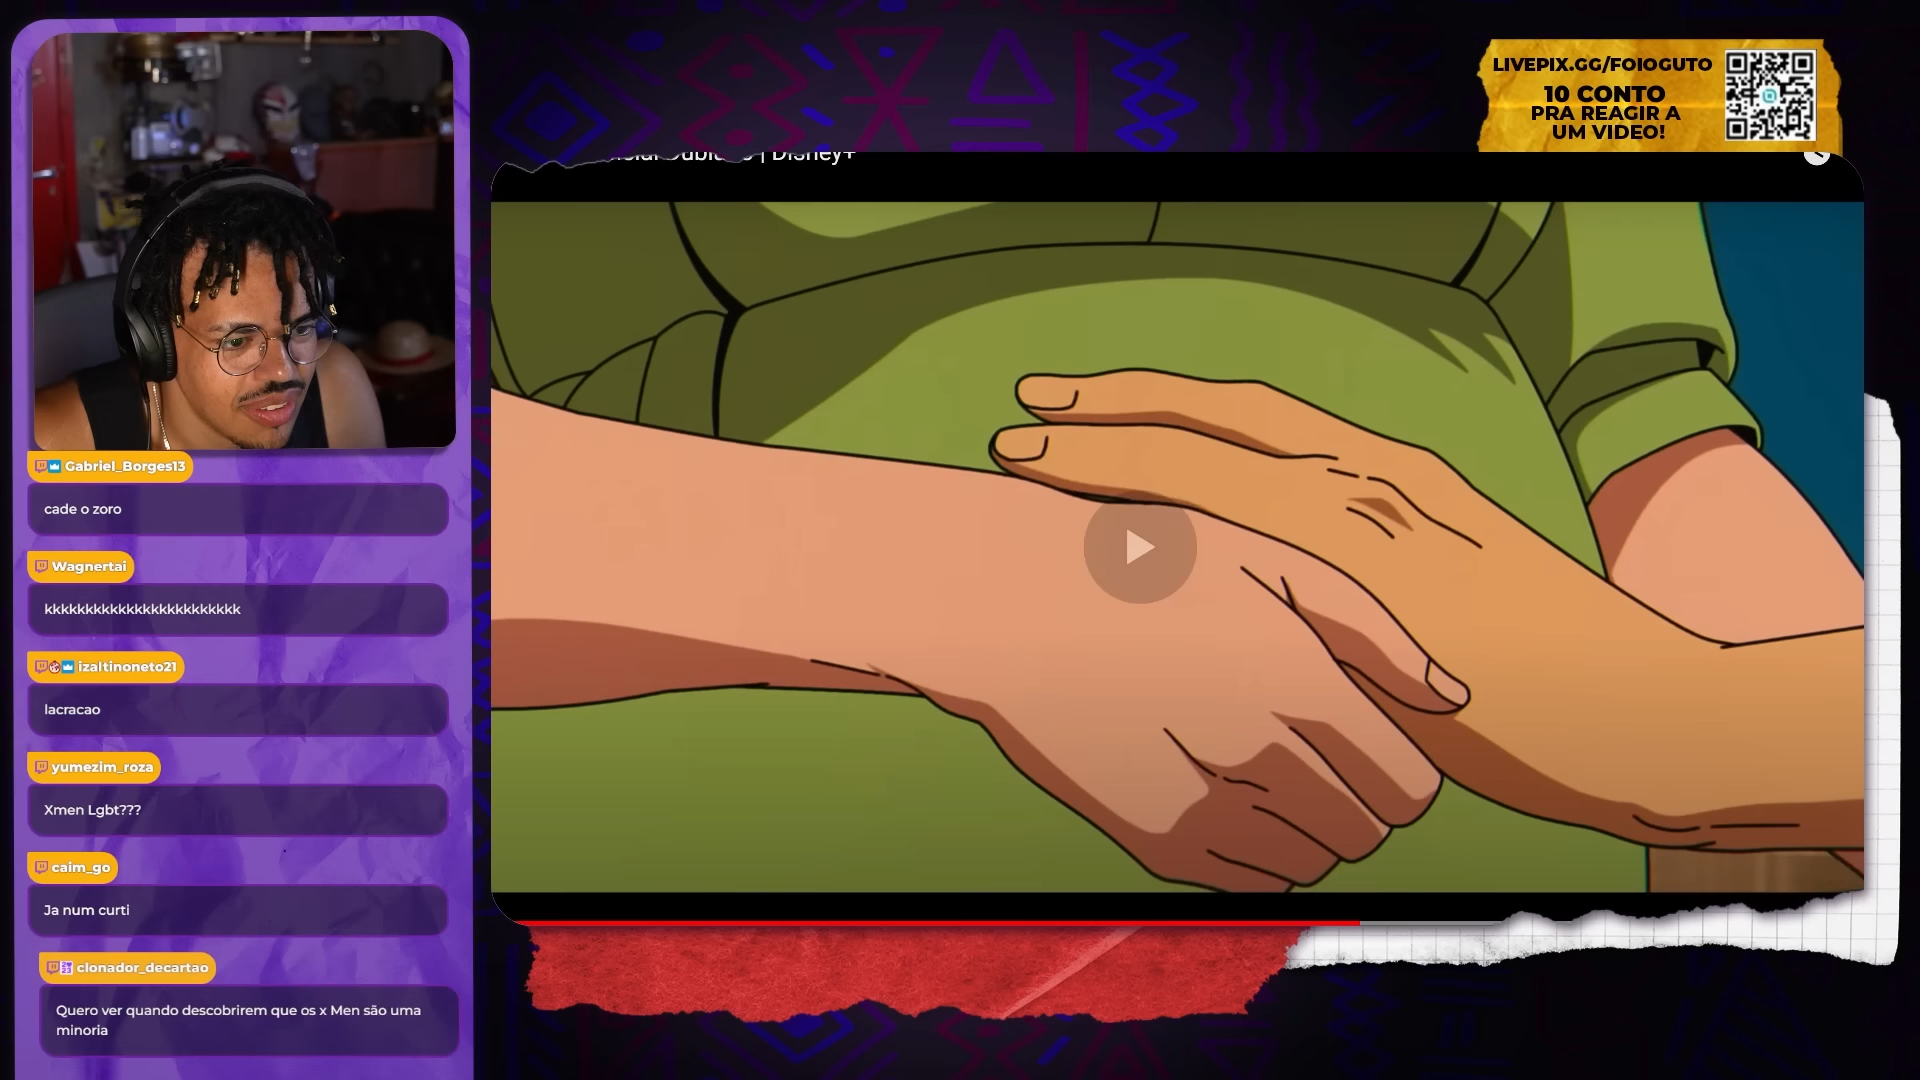 LIVEPIX.GG/FOIOGUTO
10 CONTO
PRA REAGIR A
UM VIDEO!
| Disney+
Gabriel_Borges13
cade o zoro
Wagnertai
kkkkkkkkkkkkkkkkkkkkkkkk
izaltinoneto21
lacracao
yumezim_roza
Xmen Lgbt???
caim_go
Ja num curti
clonador_decartao
Quero ver quando descobrirem que os x Men são uma
minoria